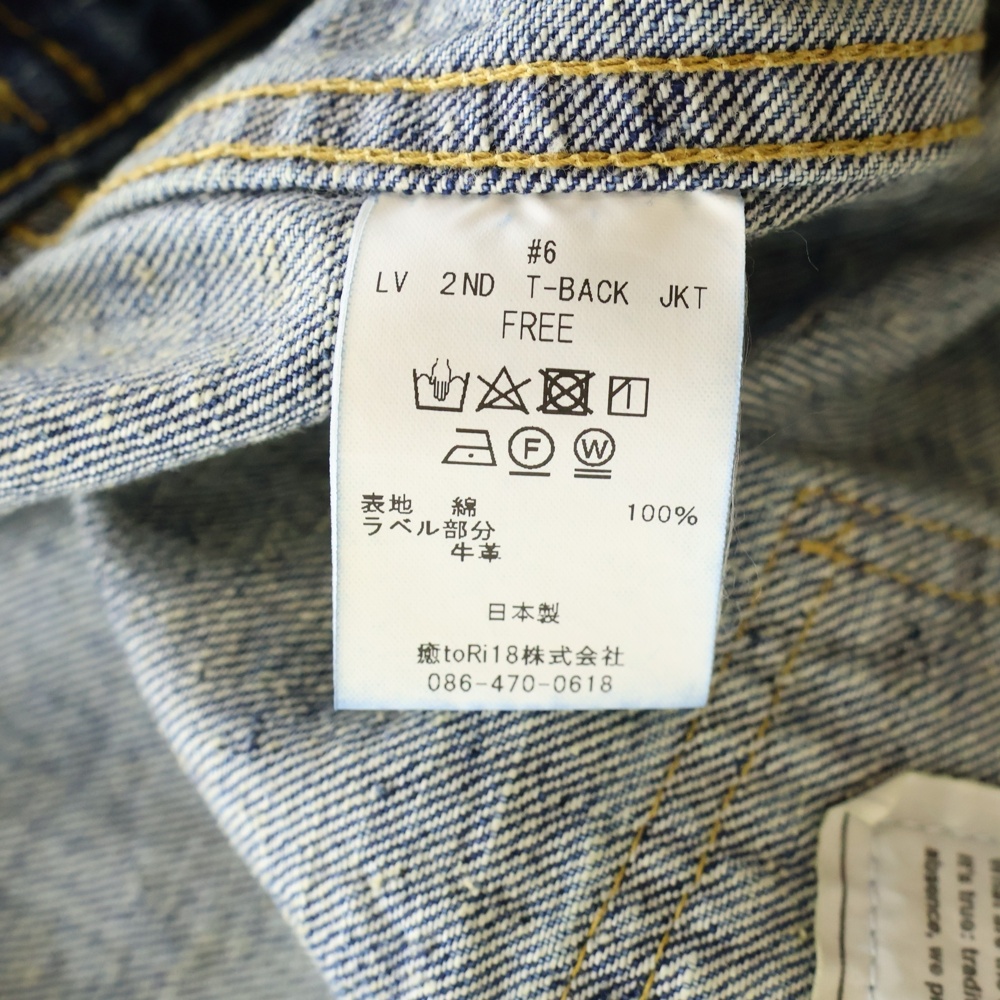 #6
LV 2ND T-BACK JKT
FREE
F W
表地 綿 100%
ラベル部分
牛革
日本製
癒toRi18株式会社
086-470-0618
it's true: tradi
absence, we p